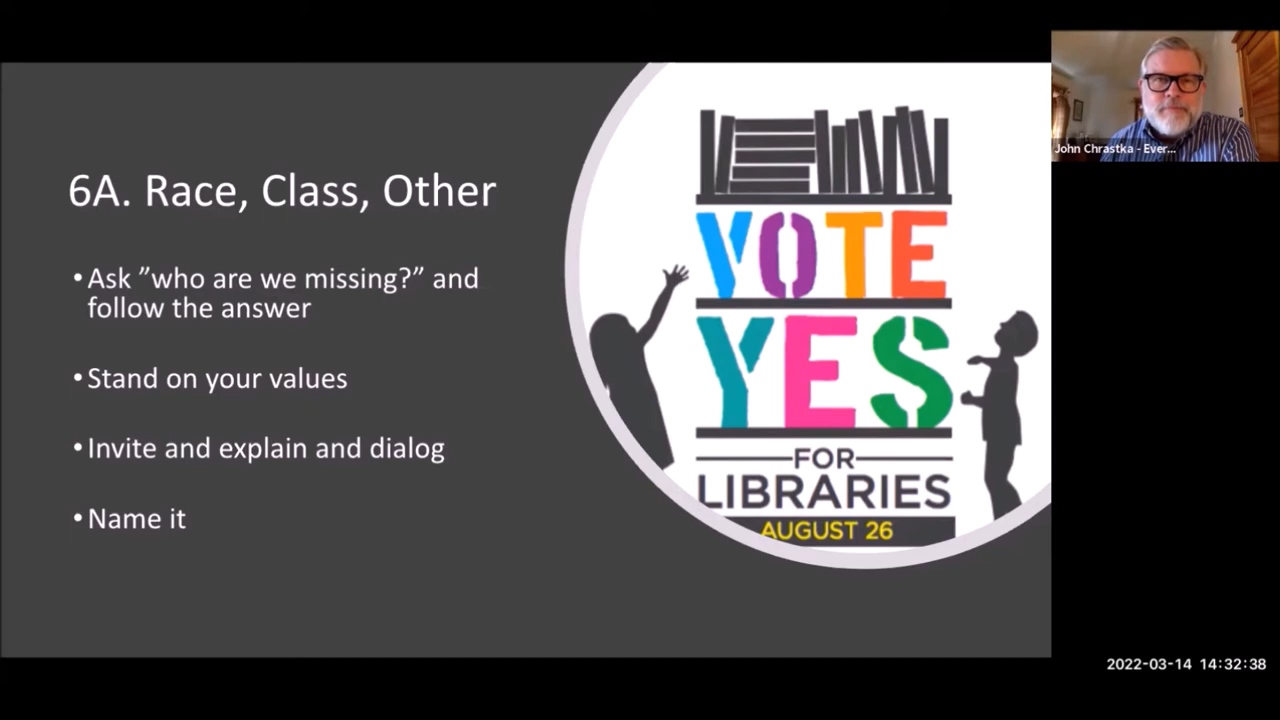 6A. Race, Class, Other
•Ask ”who are we missing?” and
follow the answer
•Stand on your values
•Invite and explain and dialog
•Name it
VOTE
YES
FOR
LIBRARIES
AUGUST 26
John Chrastka - Ever...
2022-03-14 14:32:38